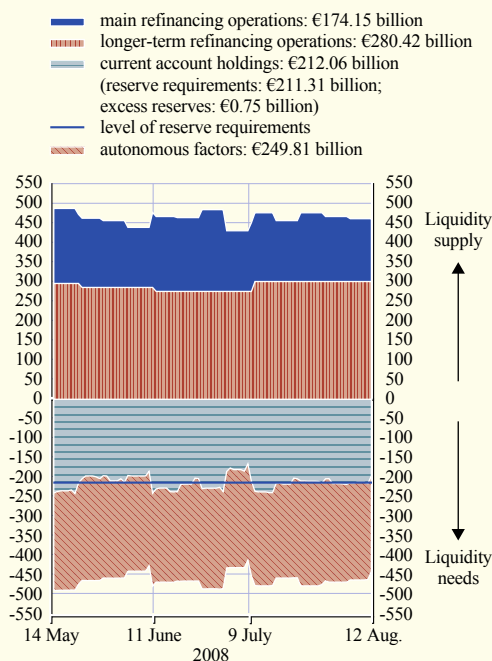 main refinancing operations: €174.15 billion
longer-term refinancing operations: €280.42 billion
current account holdings: €212.06 billion
(reserve requirements: €211.31 billion;
excess reserves: €0.75 billion)
level of reserve requirements
autonomous factors: €249.81 billion
550 550
500 500
450 450
400 400
350 350
300 300
250 250
200 200
150 150
100 100
50 50
0 0
-50 -50
-100 -100
-150 -150
-200 -200
-250 -250
-300 -300
-350 -350
-400 -400
-450 -450
-500 -500
-550 -550
Liquidity
supply
Liquidity
needs
14 May 11 June 9 July 12 Aug.
2008